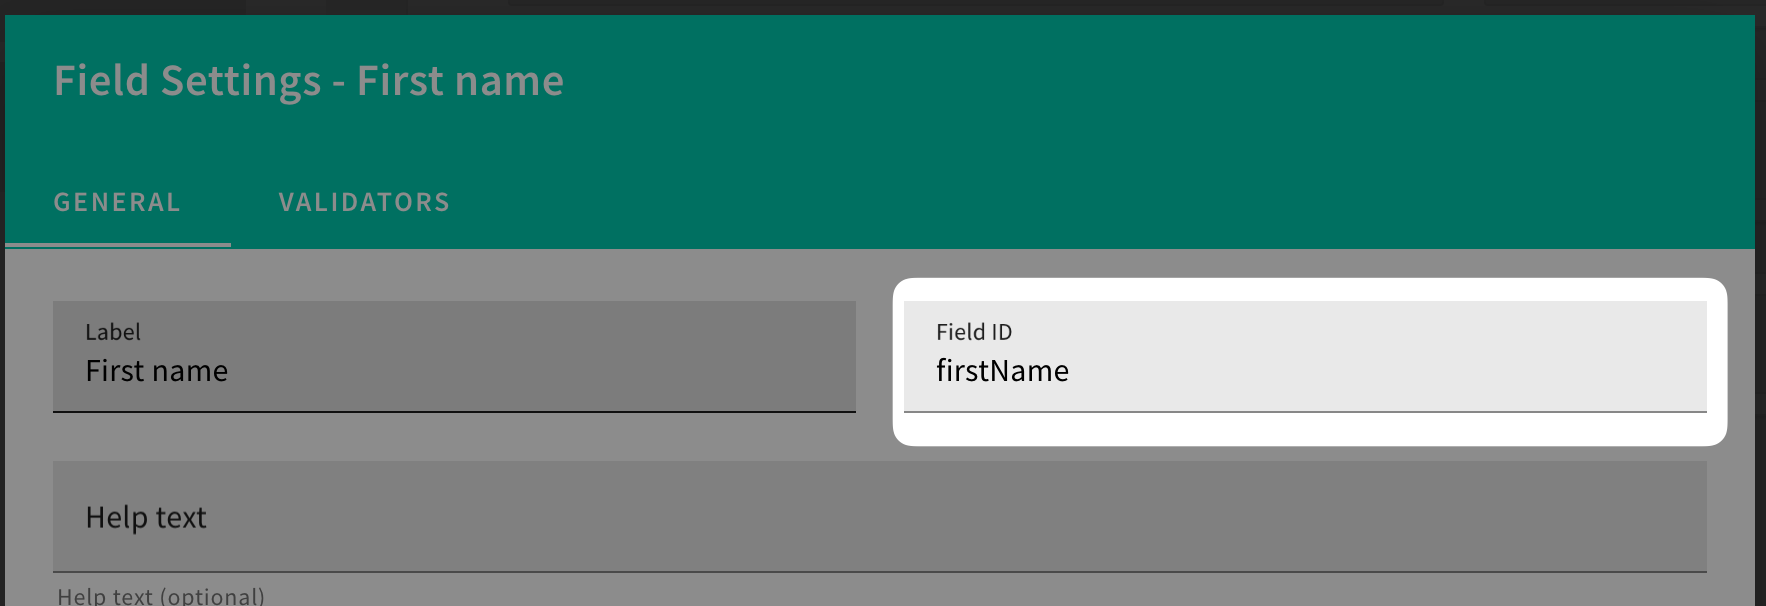 Field Settings - First name
GENERAL VALIDATORS
Label
First name
Field ID
firstName
Help text
Help text (optional)